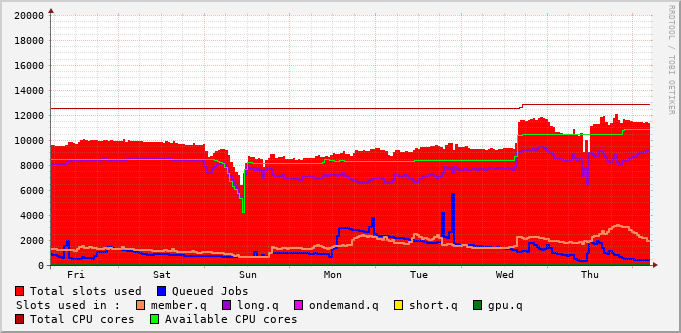 20000
18000
16000
14000
12000
10000
8000
6000
4000
2000
0
Fri Sat Sun Mon Tue Wed Thu
RRDTOOL / TOBI OETIKER
Total slots used Queued Jobs
Slots used in : member.q long.q ondemand.q short.q gpu.q
Total CPU cores Available CPU cores